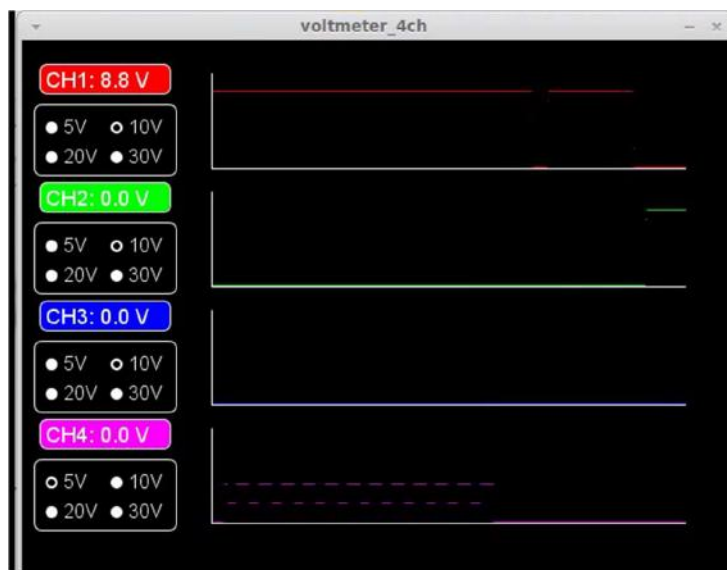 voltmeter_4ch
CH1: 8.8 V
5V 10V
20V 30V
CH2: 0.0 V
5V 10V
20V 30V
CH3: 0.0 V
5V 10V
20V 30V
CH4: 0.0 V
5V 10V
20V 30V